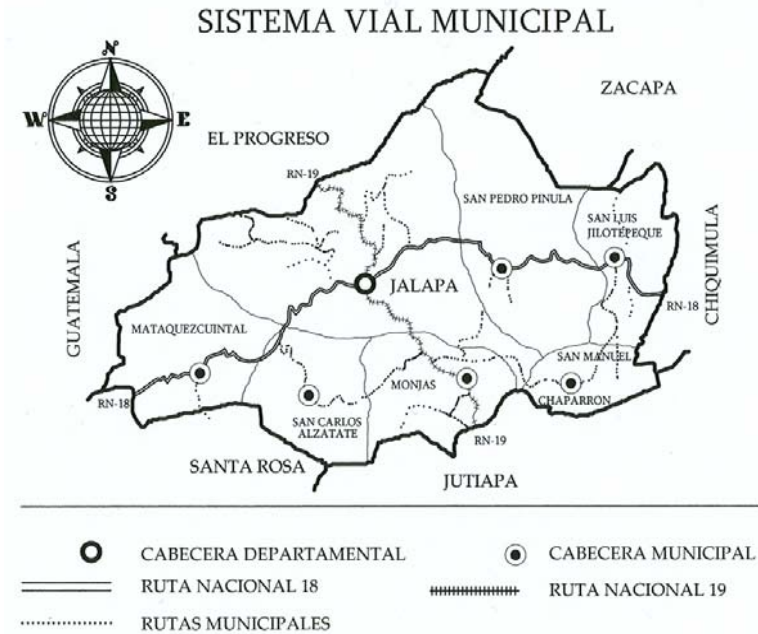 SISTEMA VIAL MUNICIPAL
N
W
E
S
ZACAPA
EL PROGRESO
RN-19
SAN PEDRO PINULA
SAN LUIS
JILOTEPEQUE
GUATEMALA
CHIQUIMULA
JALAPA
RN-18
MATAQUEZCUINTAL
SAN MANUEL
CHAPARRON
MONJAS
RN-18
SAN CARLOS
ALZATATE
RN-19
SANTA ROSA
JUTIAPA
CABECERA DEPARTAMENTAL
CABECERA MUNICIPAL
RUTA NACIONAL 18
RUTA NACIONAL 19
RUTAS MUNICIPALES